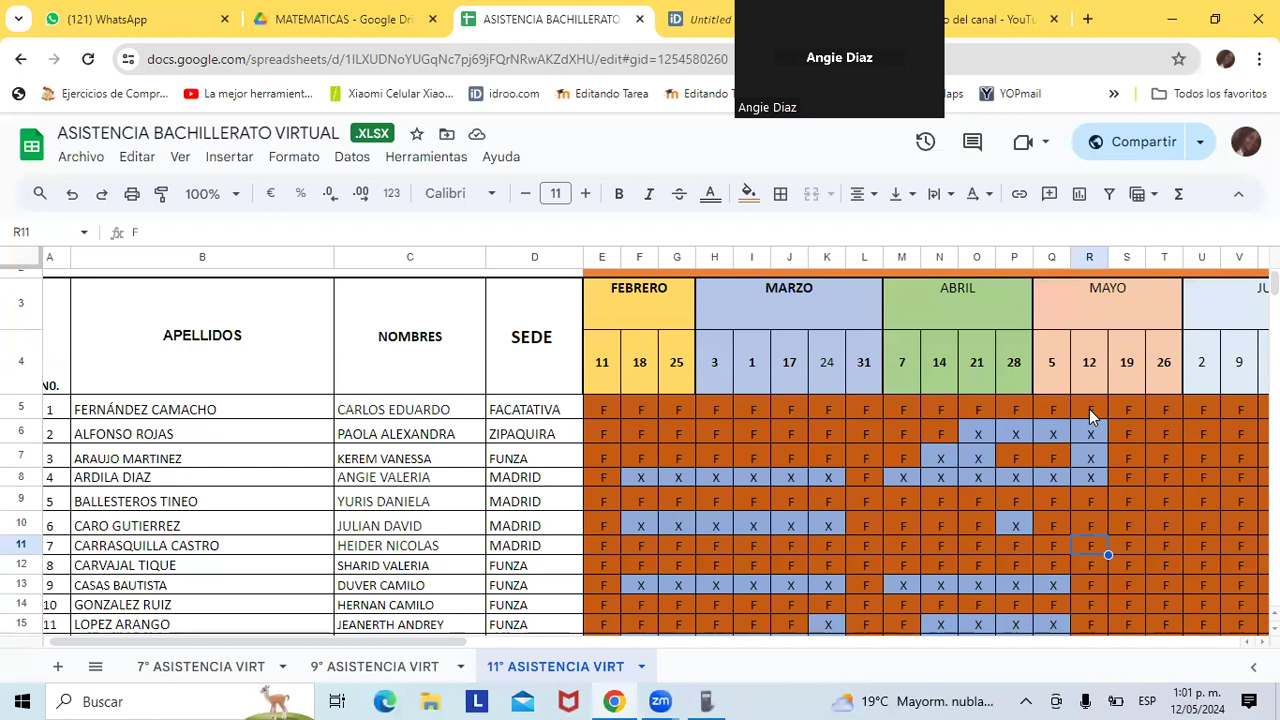 (121) WhatsApp
MATEMATICAS - Google Dri
ASISTENCIA BACHILLERATO
Untitled
o del canal - YouTu
docz.google.com/spreadsheets/d/1ILXUDNoYUGqNc7pj69jFQrNRwAKZdXHU/edit#gid=1254580260
Ejercicios de Compr...
La mejor herramient...
Xiaomi Celular Xiao...
idroo.com
Editando Tarea
Editando
aps
YOPmail
Todos los favoritos
Angie Diaz
Angie Diaz
ASISTENCIA BACHILLERATO VIRTUAL .XLSX
Archivo Editar Ver Insertar Formato Datos Herramientas Ayuda
Compartir
100% € % .0 .00 123 Calibri 11 B I A Σ
R11 fx F
A B C D E F G H I J K L M N O P Q R S T U V
3 APELLIDOS NOMBRES SEDE FEBRERO MARZO ABRIL MAYO JU
4 N0. 11 18 25 3 1 17 24 31 7 14 21 28 5 12 19 26 2 9
5 1 FERNÁNDEZ CAMACHO CARLOS EDUARDO FACATATIVA F F F F F F F F F F F F F F F F F F
6 2 ALFONSO ROJAS PAOLA ALEXANDRA ZIPAQUIRA F F F F F F F F F F X X X X F F F F
7 3 ARAUJO MARTINEZ KEREM VANESSA FUNZA F F F F F F F F F X X F F X F F F F
8 4 ARDILA DIAZ ANGIE VALERIA MADRID F X X X X X X F X X X X X X F F F F
9 5 BALLESTEROS TINEO YURIS DANIELA MADRID F F F F F F F F F F F F F F F F F F
10 6 CARO GUTIERREZ JULIAN DAVID MADRID F X X X X X X F F F F X F F F F F F
11 7 CARRASQUILLA CASTRO HEIDER NICOLAS MADRID F F F F F F F F F F F F F F F F F F
12 8 CARVAJAL TIQUE SHARID VALERIA FUNZA F F F F F F F F F F F F F F F F F F
13 9 CASAS BAUTISTA DUVER CAMILO FUNZA F X X X X X X F X X X X X F F F F F
14 10 GONZALEZ RUIZ HERNAN CAMILO FUNZA F F F F F F F F F F F F F F F F F F
15 11 LOPEZ ARANGO JEANERTH ANDREY FUNZA F F F F F F X F F X X X X F F F F F
7° ASISTENCIA VIRT 9° ASISTENCIA VIRT 11° ASISTENCIA VIRT
Buscar
19°C Mayorm. nubla...
ESP
1:01 p. m.
12/05/2024